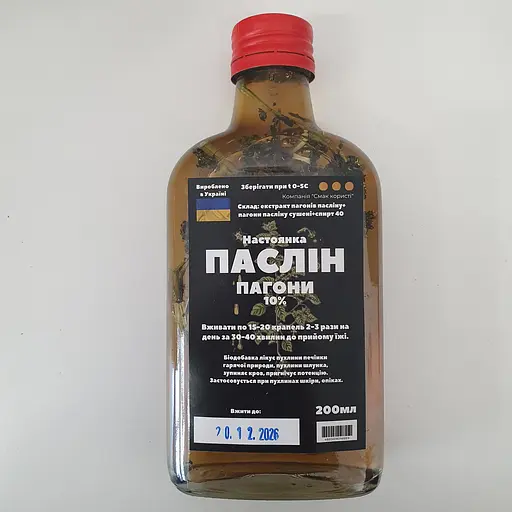 Вироблено
в Україні
Зберігати при t 0-5С
Компанія "Смак користі"
Склад: екстракт пагонів пасліну+
пагони пасліну сушені+спирт 40
Настоянка
ПАСЛІН
ПАГОНИ
10%
Вживати по 15-20 крапель 2-3 рази на
день за 30-40 хвилин до прийому їжі.
Біодобавка лікує пухлини печінки
гарячої природи, пухлини шлунка,
зупиняє кров, пригнічує потенцію.
Застосовується при пухлинах шкіри, опіках.
Вжити до:
20.12.2026
200мл